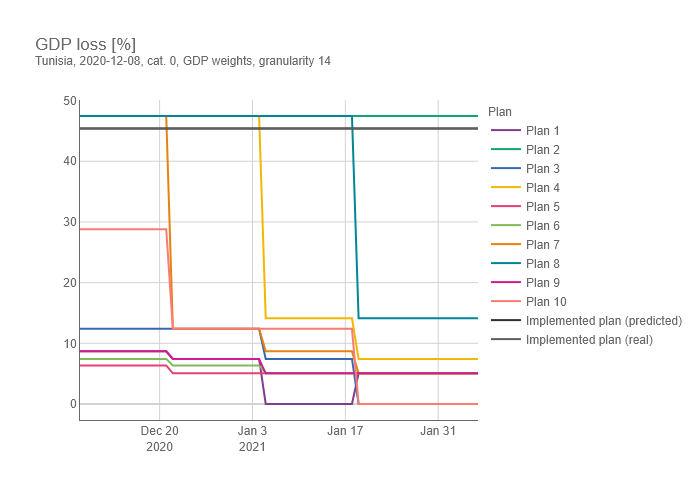 GDP loss [%]
Tunisia, 2020-12-08, cat. 0, GDP weights, granularity 14
50
40
30
20
10
0
Dec 20
2020
Jan 3
2021
Jan 17
Jan 31
Plan
Plan 1
Plan 2
Plan 3
Plan 4
Plan 5
Plan 6
Plan 7
Plan 8
Plan 9
Plan 10
Implemented plan (predicted)
Implemented plan (real)